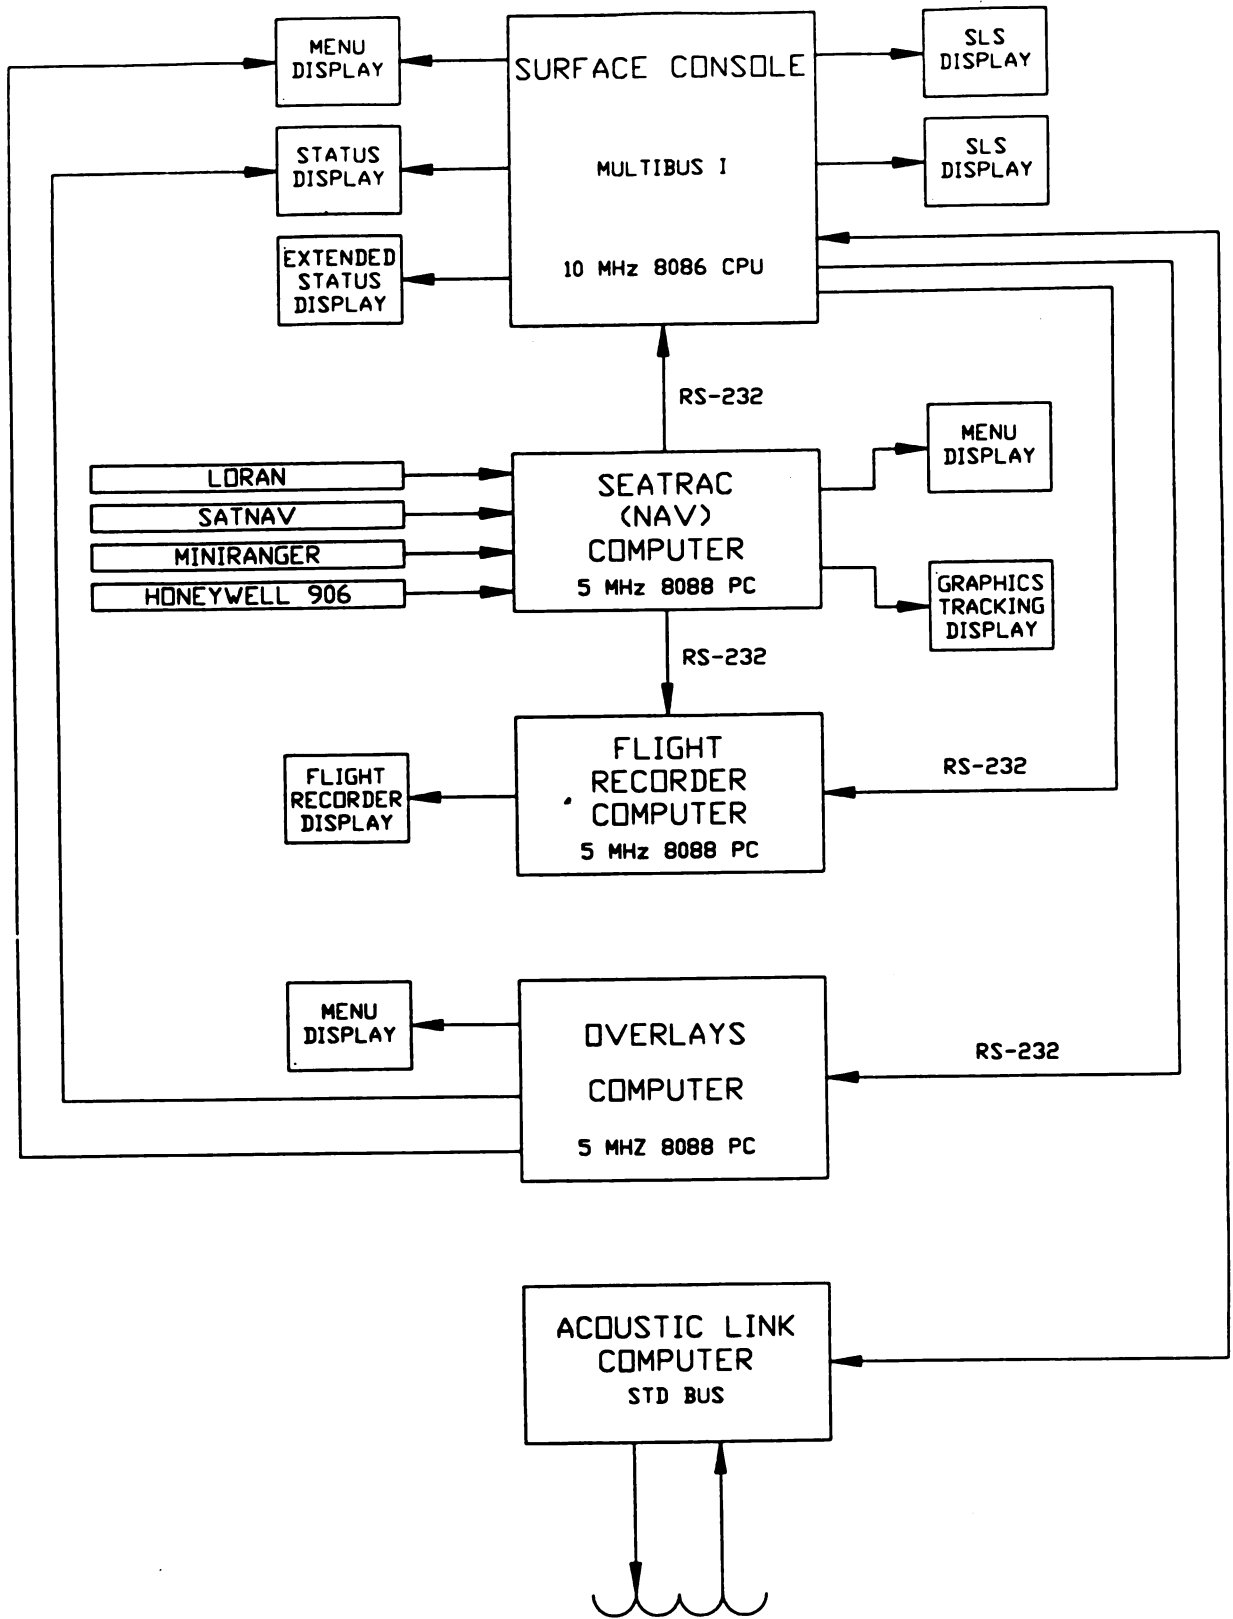 MENU
DISPLAY
SURFACE CONSOLE
SLS
DISPLAY
STATUS
DISPLAY
MULTIBUS I
SLS
DISPLAY
EXTENDED
STATUS
DISPLAY
10 MHz 8086 CPU
RS-232
LORAN
SATNAV
MINIRANGER
HONEYWELL 906
SEATRAC
(NAV)
COMPUTER
5 MHz 8088 PC
MENU
DISPLAY
GRAPHICS
TRACKING
DISPLAY
RS-232
FLIGHT
RECORDER
DISPLAY
FLIGHT
RECORDER
COMPUTER
5 MHz 8088 PC
RS-232
MENU
DISPLAY
OVERLAYS
COMPUTER
5 MHZ 8088 PC
RS-232
ACOUSTIC LINK
COMPUTER
STD BUS